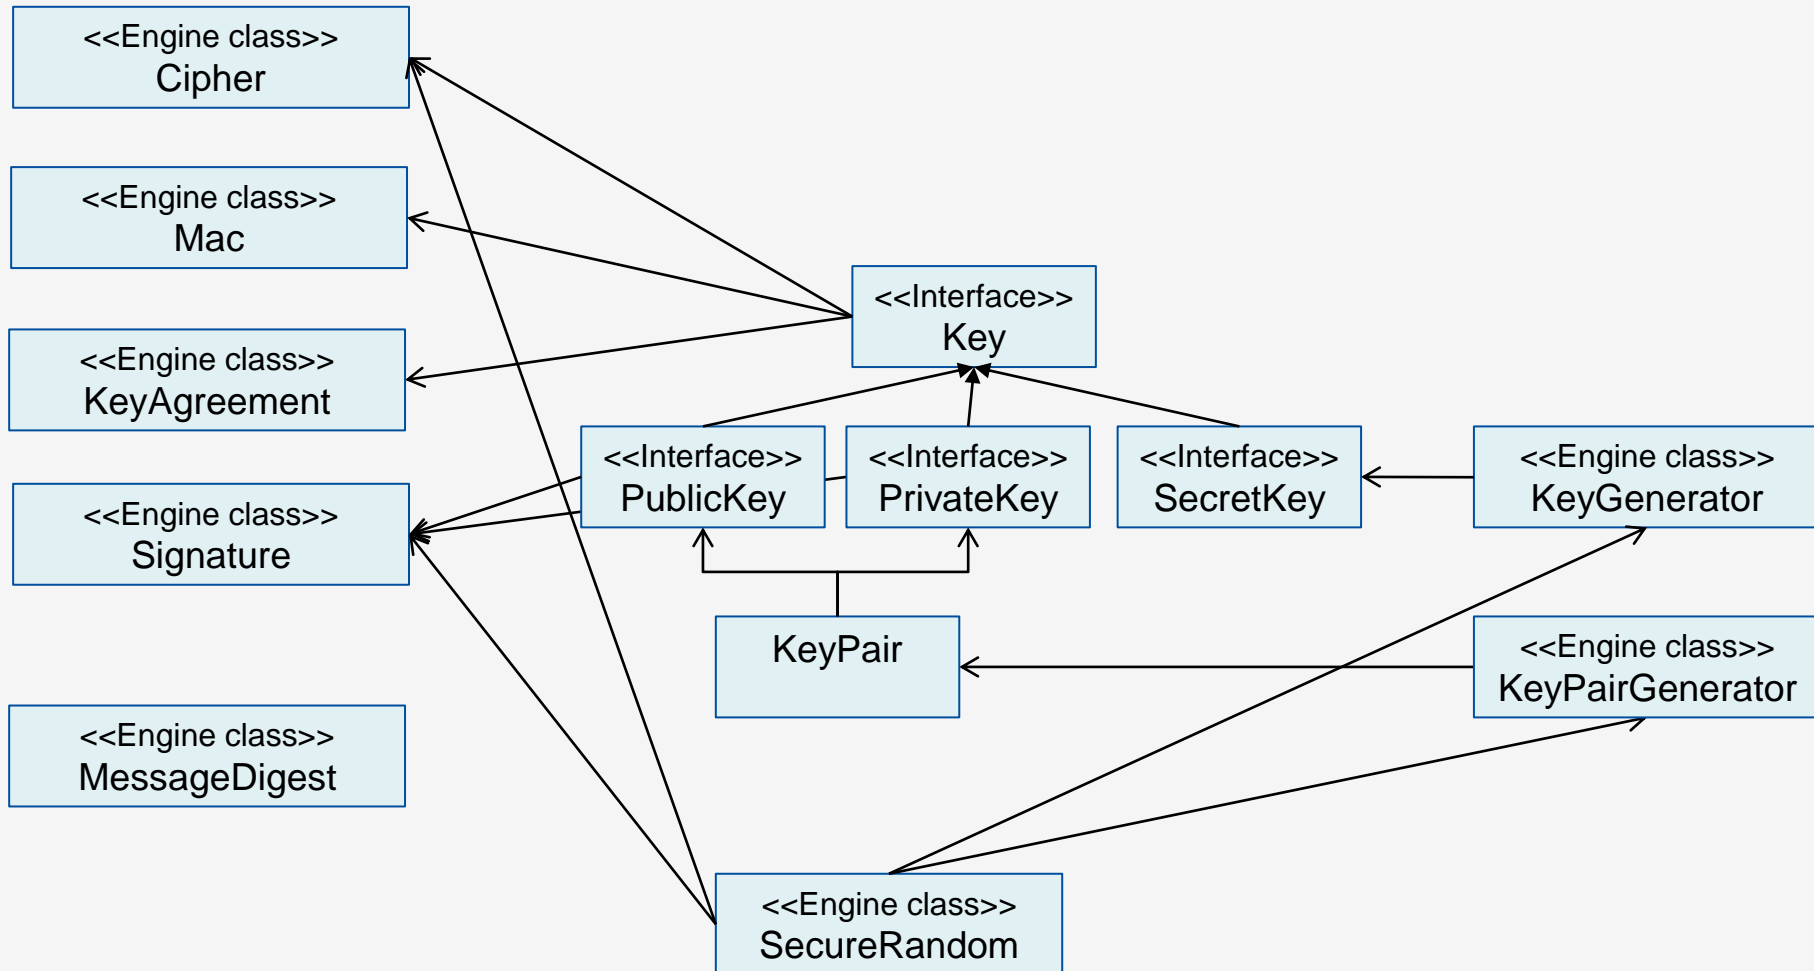 <<Engine class>>
Cipher
<<Engine class>>
Mac
<<Engine class>>
KeyAgreement
<<Engine class>>
Signature
<<Engine class>>
MessageDigest
<<Interface>>
Key
<<Interface>>
PublicKey
<<Interface>>
PrivateKey
<<Interface>>
SecretKey
<<Engine class>>
KeyGenerator
KeyPair
<<Engine class>>
KeyPairGenerator
<<Engine class>>
SecureRandom